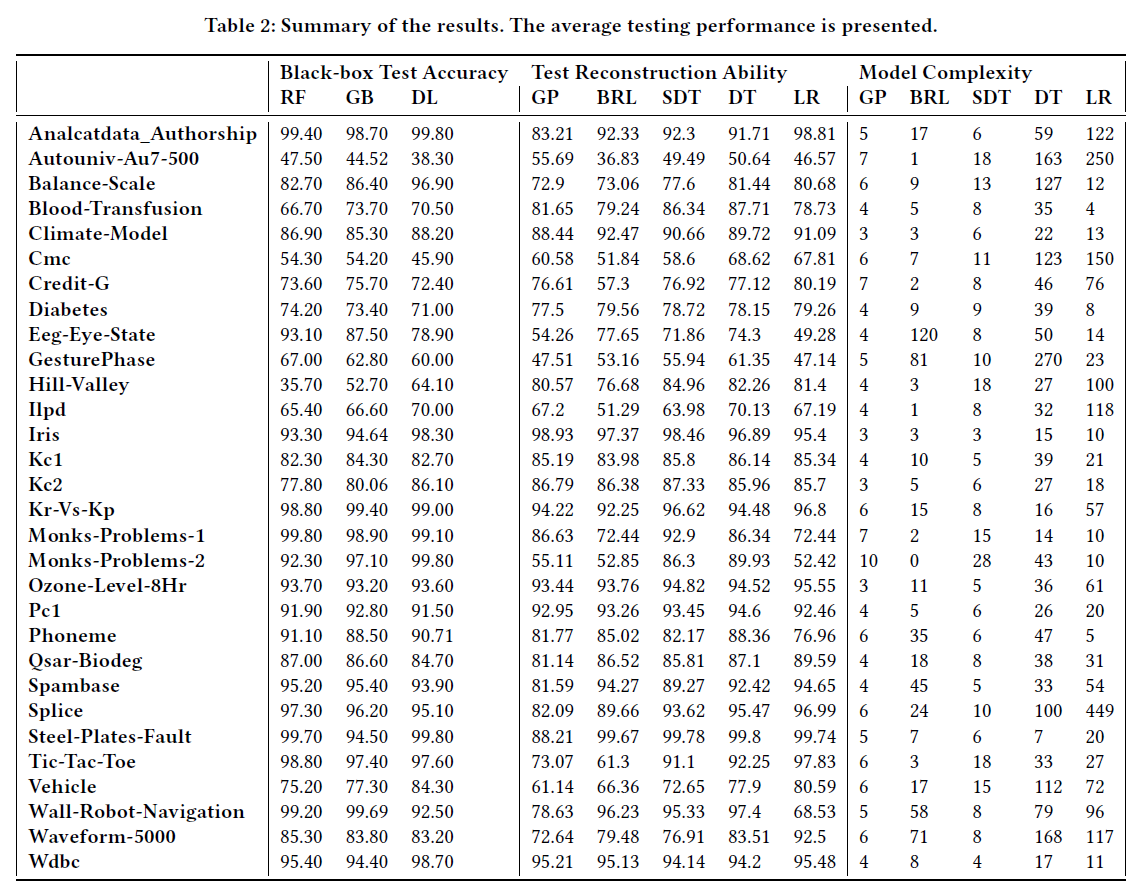 Table 2: Summary of the results. The average testing performance is presented.
Black-box Test Accuracy Test Reconstruction Ability Model Complexity
RF GB DL GP BRL SDT DT LR GP BRL SDT DT LR
Analcatdata_Authorship 99.40 98.70 99.80 83.21 92.33 92.3 91.71 98.81 5 17 6 59 122
Autouniv-Au7-500 47.50 44.52 38.30 55.69 36.83 49.49 50.64 46.57 7 1 18 163 250
Balance-Scale 82.70 86.40 96.90 72.9 73.06 77.6 81.44 80.68 6 9 13 127 12
Blood-Transfusion 66.70 73.70 70.50 81.65 79.24 86.34 87.71 78.73 4 5 8 35 4
Climate-Model 86.90 85.30 88.20 88.44 92.47 90.66 89.72 91.09 3 3 6 22 13
Cmc 54.30 54.20 45.90 60.58 51.84 58.6 68.62 67.81 6 7 11 123 150
Credit-G 73.60 75.70 72.40 76.61 57.3 76.92 77.12 80.19 7 2 8 46 76
Diabetes 74.20 73.40 71.00 77.5 79.56 78.72 78.15 79.26 4 9 9 39 8
Eeg-Eye-State 93.10 87.50 78.90 54.26 77.65 71.86 74.3 49.28 4 120 8 50 14
GesturePhase 67.00 62.80 60.00 47.51 53.16 55.94 61.35 47.14 5 81 10 270 23
Hill-Valley 35.70 52.70 64.10 80.57 76.68 84.96 82.26 81.4 4 3 18 27 100
Ilpd 65.40 66.60 70.00 67.2 51.29 63.98 70.13 67.19 4 1 8 32 118
Iris 93.30 94.64 98.30 98.93 97.37 98.46 96.89 95.4 3 3 3 15 10
Kc1 82.30 84.30 82.70 85.19 83.98 85.8 86.14 85.34 4 10 5 39 21
Kc2 77.80 80.06 86.10 86.79 86.38 87.33 85.96 85.7 3 5 6 27 18
Kr-Vs-Kp 98.80 99.40 99.00 94.22 92.25 96.62 94.48 96.8 6 15 8 16 57
Monks-Problems-1 99.80 98.90 99.10 86.63 72.44 92.9 86.34 72.44 7 2 15 14 10
Monks-Problems-2 92.30 97.10 99.80 55.11 52.85 86.3 89.93 52.42 10 0 28 43 10
Ozone-Level-8Hr 93.70 93.20 93.60 93.44 93.76 94.82 94.52 95.55 3 11 5 36 61
Pc1 91.90 92.80 91.50 92.95 93.26 93.45 94.6 92.46 4 5 6 26 20
Phoneme 91.10 88.50 90.71 81.77 85.02 82.17 88.36 76.96 6 35 6 47 5
Qsar-Biodeg 87.00 86.60 84.70 81.14 86.52 85.81 87.1 89.59 4 18 8 38 31
Spambase 95.20 95.40 93.90 81.59 94.27 89.27 92.42 94.65 4 45 5 33 54
Splice 97.30 96.20 95.10 82.09 89.66 93.62 95.47 96.99 6 24 10 100 449
Steel-Plates-Fault 99.70 94.50 99.80 88.21 99.67 99.78 99.8 99.74 5 7 6 7 20
Tic-Tac-Toe 98.80 97.40 97.60 73.07 61.3 91.1 92.25 97.83 6 3 18 33 27
Vehicle 75.20 77.30 84.30 61.14 66.36 72.65 77.9 80.59 6 17 15 112 72
Wall-Robot-Navigation 99.20 99.69 92.50 78.63 96.23 95.33 97.4 68.53 5 58 8 79 96
Waveform-5000 85.30 83.80 83.20 72.64 79.48 76.91 83.51 92.5 6 71 8 168 117
Wdbc 95.40 94.40 98.70 95.21 95.13 94.14 94.2 95.48 4 8 4 17 11